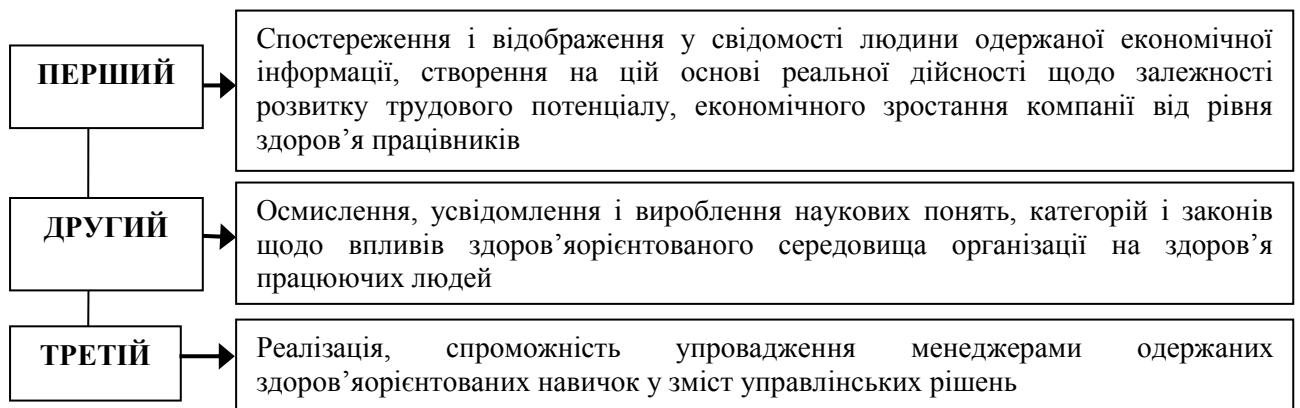 ПЕРШИЙ
Спостереження і відображення у свідомості людини одержаної економічної
інформації, створення на цій основі реальної дійсності щодо залежності
розвитку трудового потенціалу, економічного зростання компанії від рівня
здоров’я працівників
ДРУГИЙ
Осмислення, усвідомлення і вироблення наукових понять, категорій і законів
щодо впливів здоров’яорієнтованого середовища організації на здоров’я
працюючих людей
ТРЕТІЙ
Реалізація, спроможність упровадження менеджерами одержаних
здоров’яорієнтованих навичок у зміст управлінських рішень